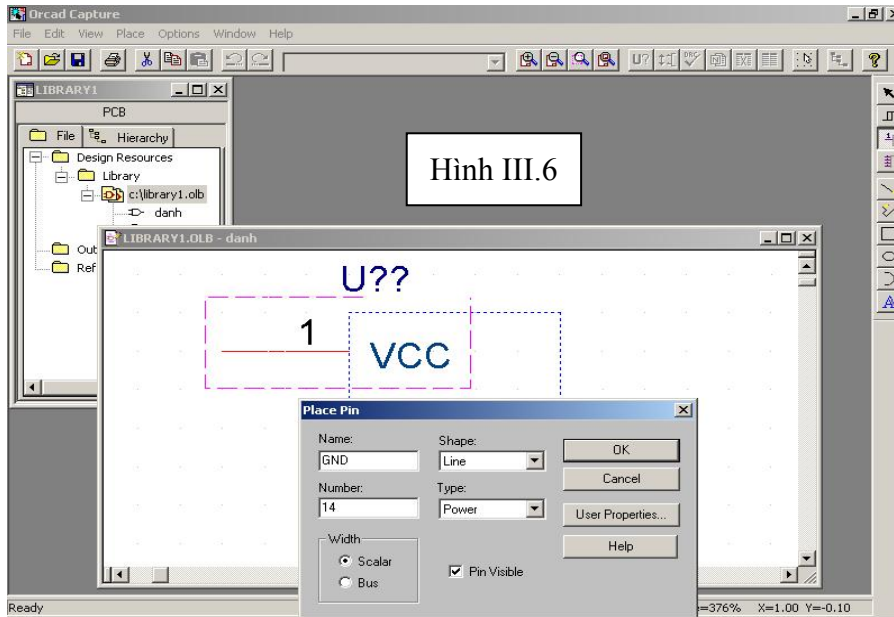 Orcad Capture
File Edit View Place Options Window Help
U?
LIBRARY1
PCB
File Hierarchy
Design Resources
Library
c:\library1.olb
danh
Out
Ref
Hình III.6
LIBRARY1.OLB - danh
U??
1
VCC
Place Pin
Name:
GND
Shape:
Line
OK
Cancel
Number:
14
Type:
Power
User Properties...
Width
Scalar
Bus
Pin Visible
Help
Ready
=376% X=1.00 Y=-0.10